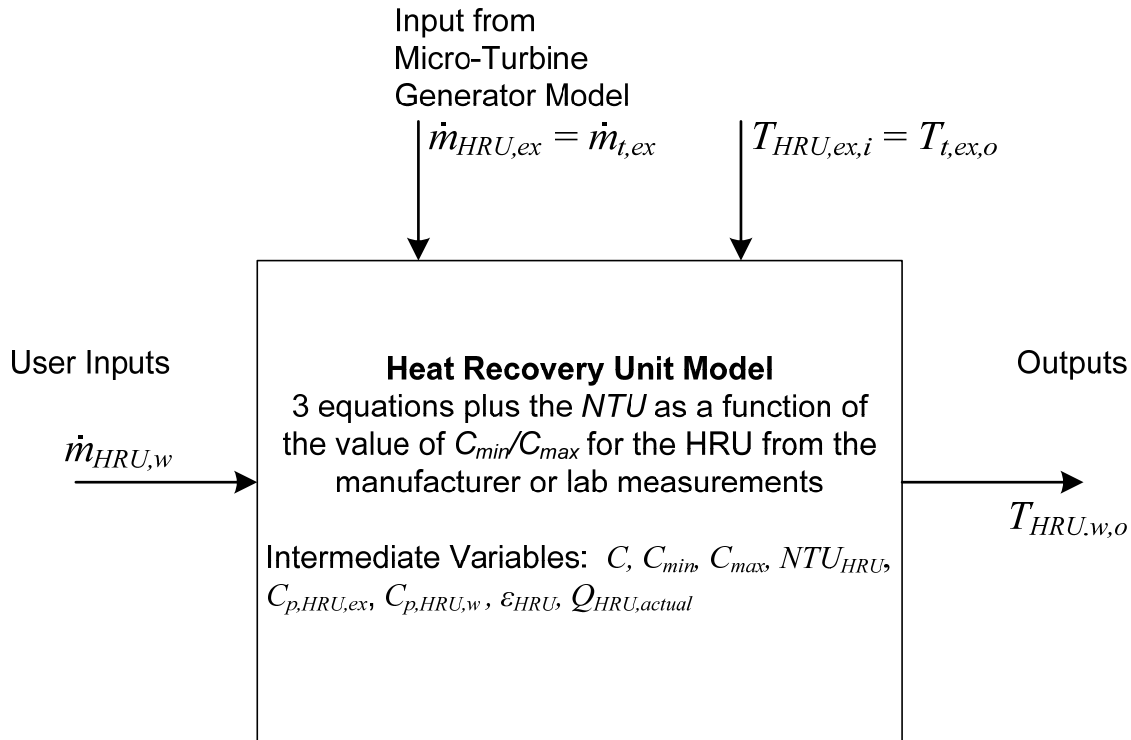 Input from
Micro-Turbine
Generator Model
ṁHRU,ex = ṁt,ex
THRU,ex,i = Tt,ex,o
User Inputs
ṁHRU,w
Heat Recovery Unit Model
3 equations plus the NTU as a function of
the value of Cmin/Cmax for the HRU from the
manufacturer or lab measurements
Intermediate Variables: C, Cmin, Cmax, NTUHRU,
Cp,HRU,ex, Cp,HRU,w, εHRU, QHRU,actual
Outputs
THRU.w,o